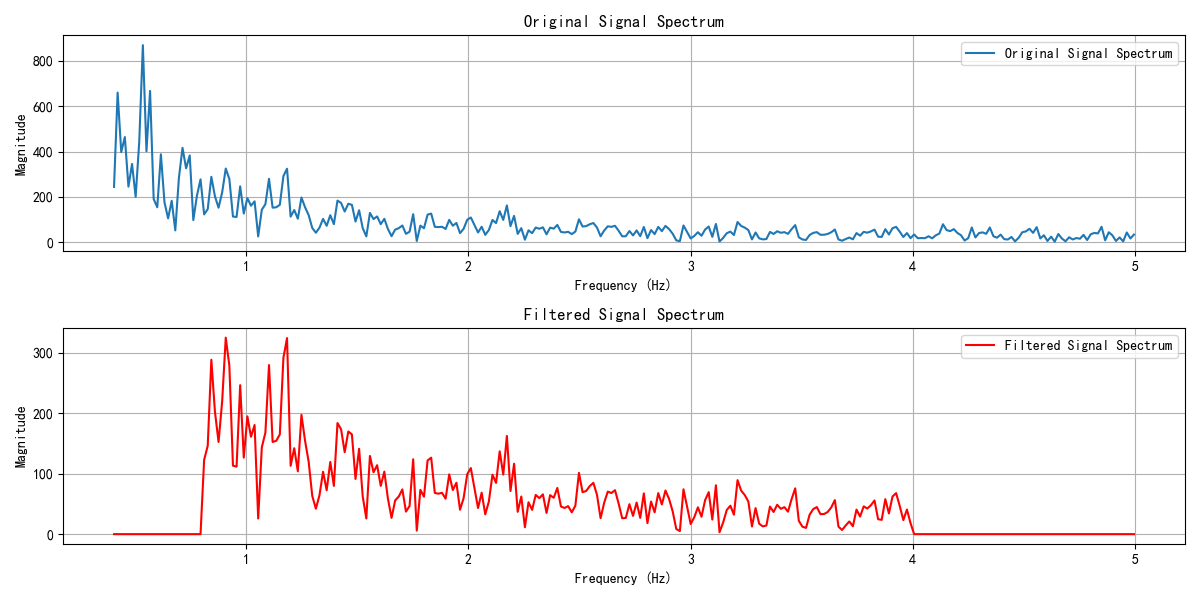 Original Signal Spectrum
Original Signal Spectrum
Magnitude
800
600
400
200
0
1 2 3 4 5
Frequency (Hz)
Filtered Signal Spectrum
Filtered Signal Spectrum
Magnitude
300
200
100
0
1 2 3 4 5
Frequency (Hz)